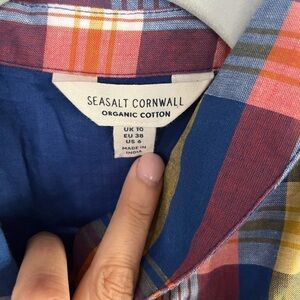 SEASALT CORNWALL
ORGANIC COTTON
UK 10
EU 38
US 6
MADE IN
INDIA